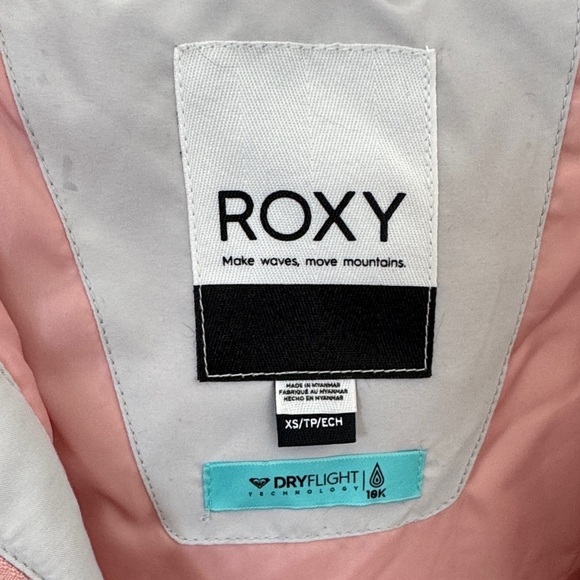 ROXY
Make waves, move mountains.
MADE IN MYANMAR
FABRIQUÉ AU MYANMAR
HECHO EN MYANMAR
XS/TP/ECH
DRYFLIGHT
TECHNOLOGY
10K